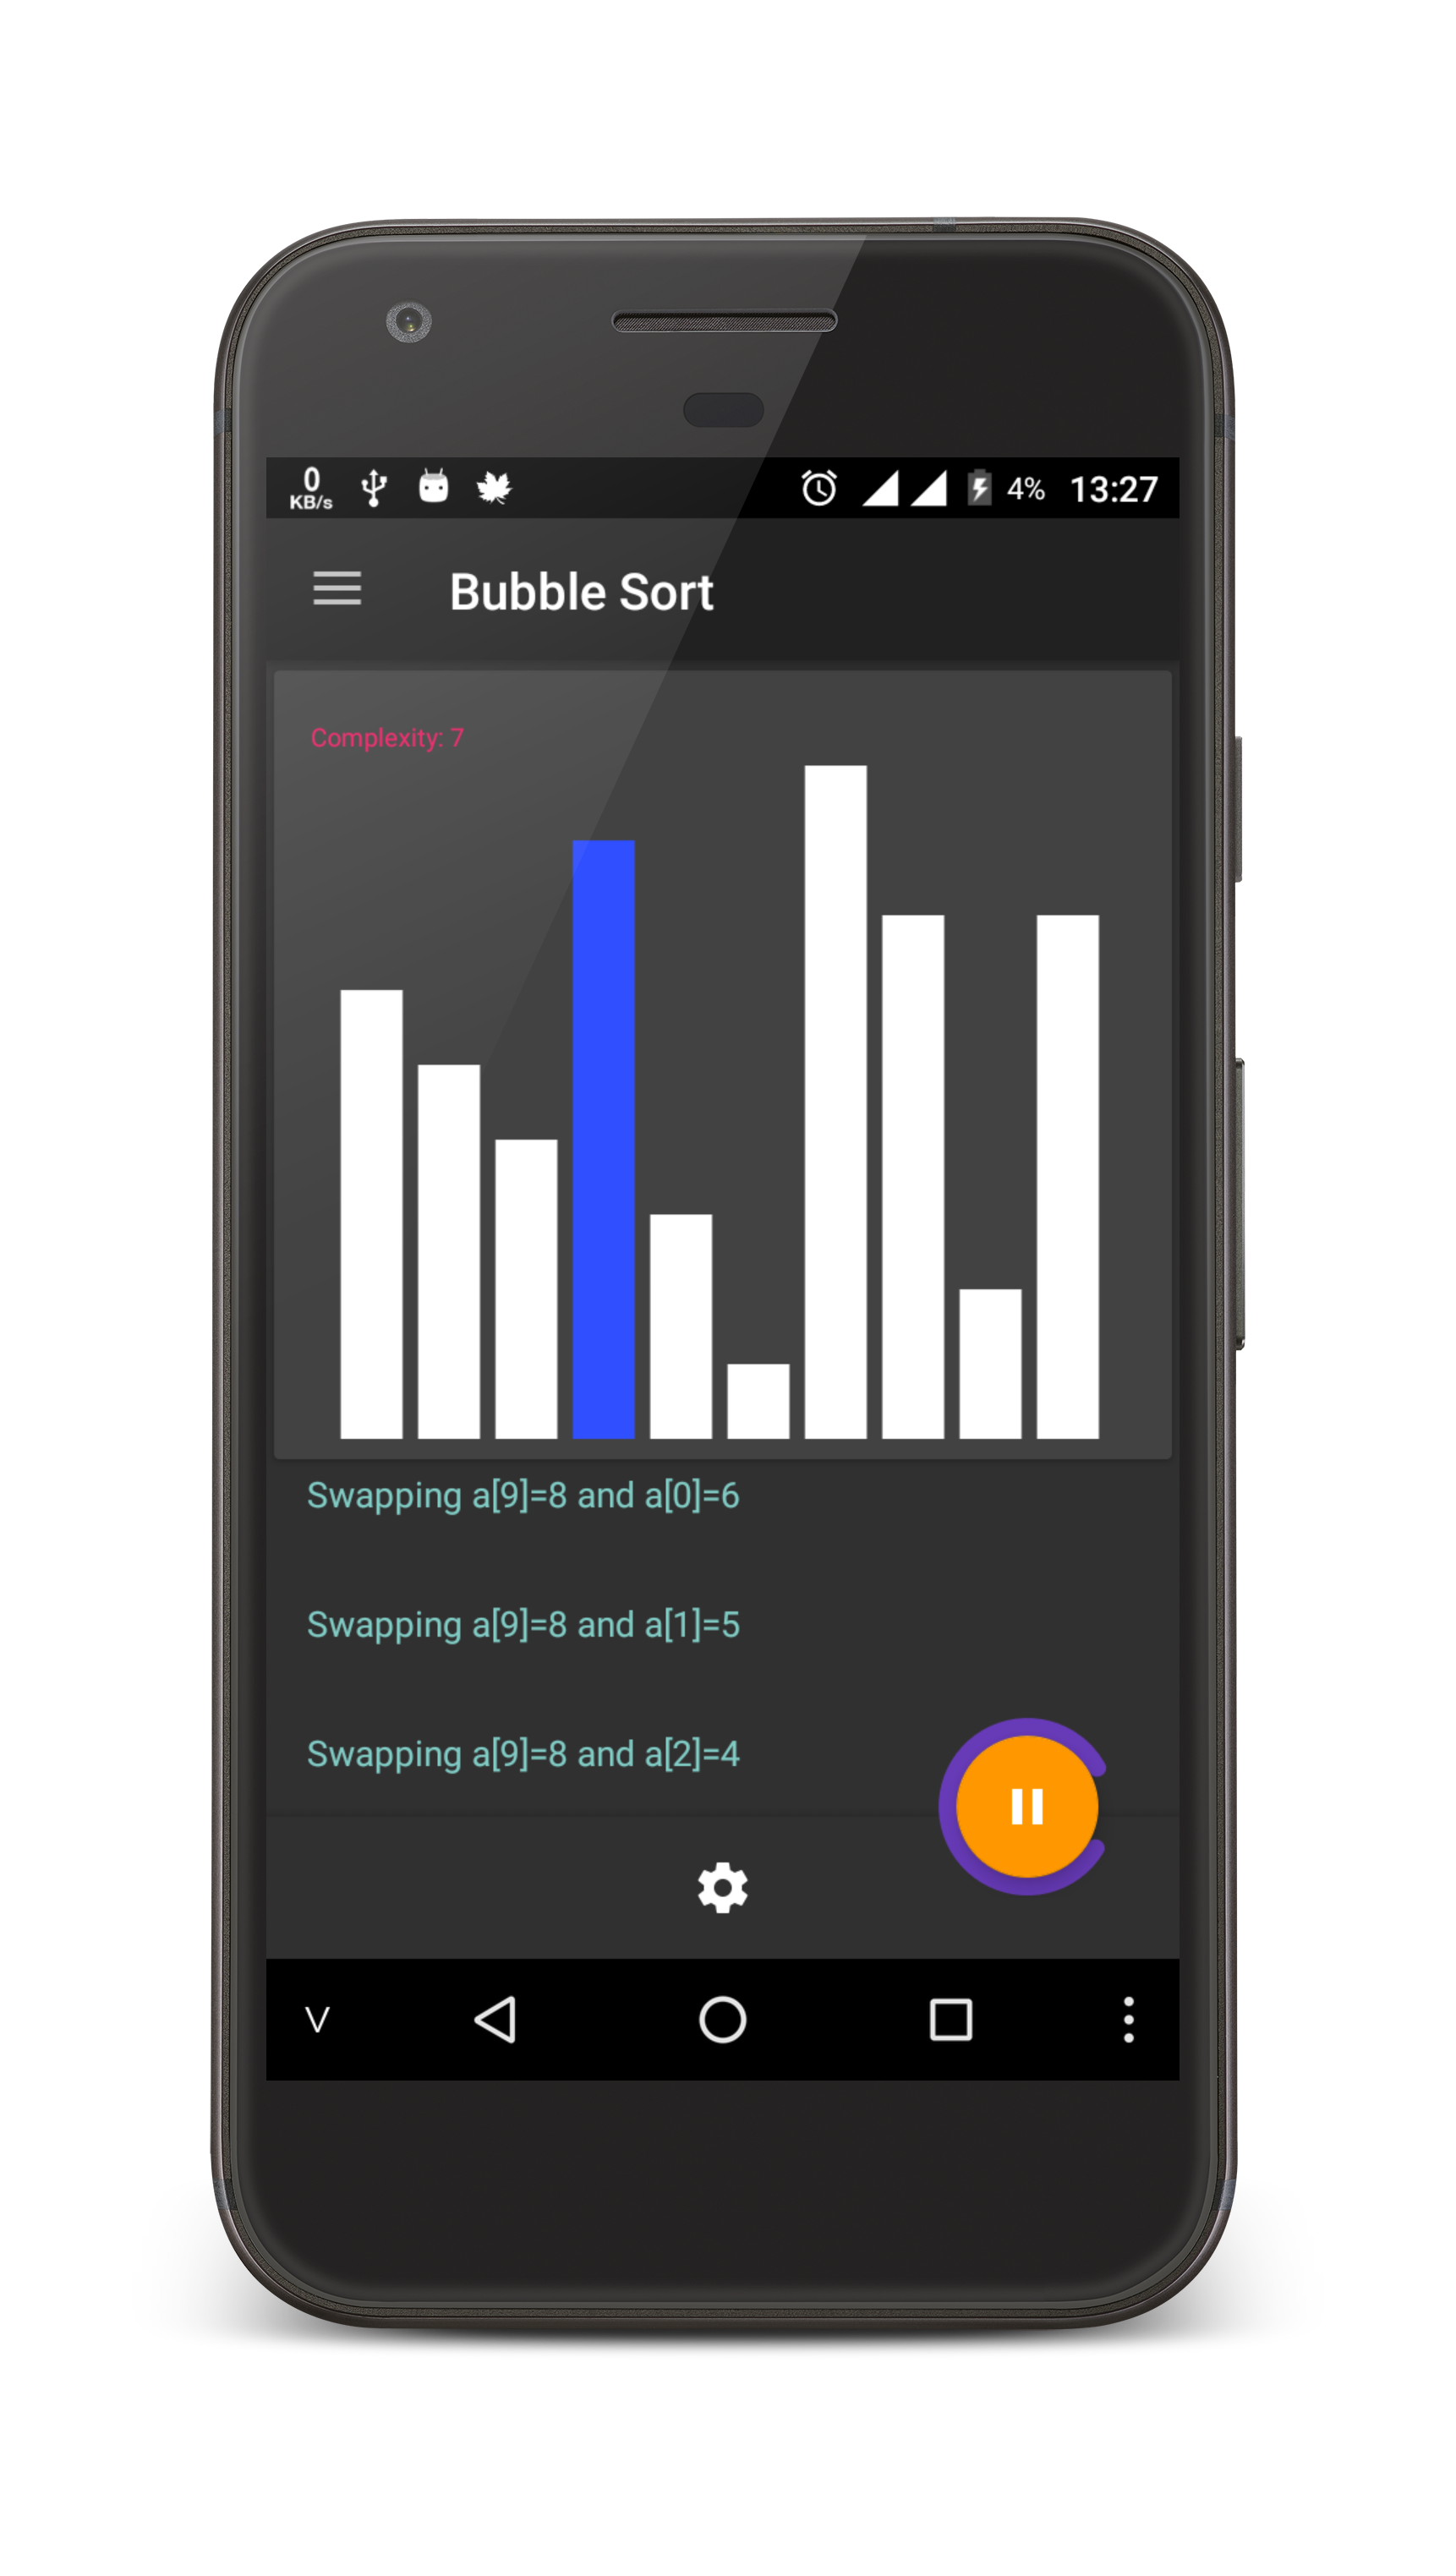 0
KB/s
4% 13:27
Bubble Sort
Complexity: 7
Swapping a[9]=8 and a[0]=6
Swapping a[9]=8 and a[1]=5
Swapping a[9]=8 and a[2]=4